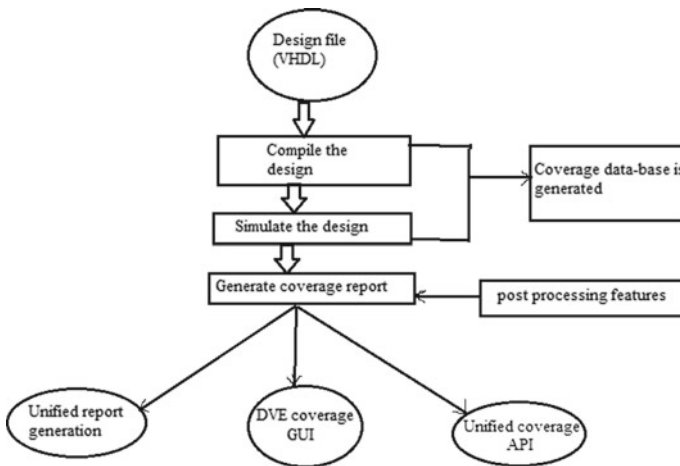 Design file
(VHDL)
Compile the
design
Coverage data-base is
generated
Simulate the design
Generate coverage report
post processing features
Unified report
generation
DVE coverage
GUI
Unified coverage
API